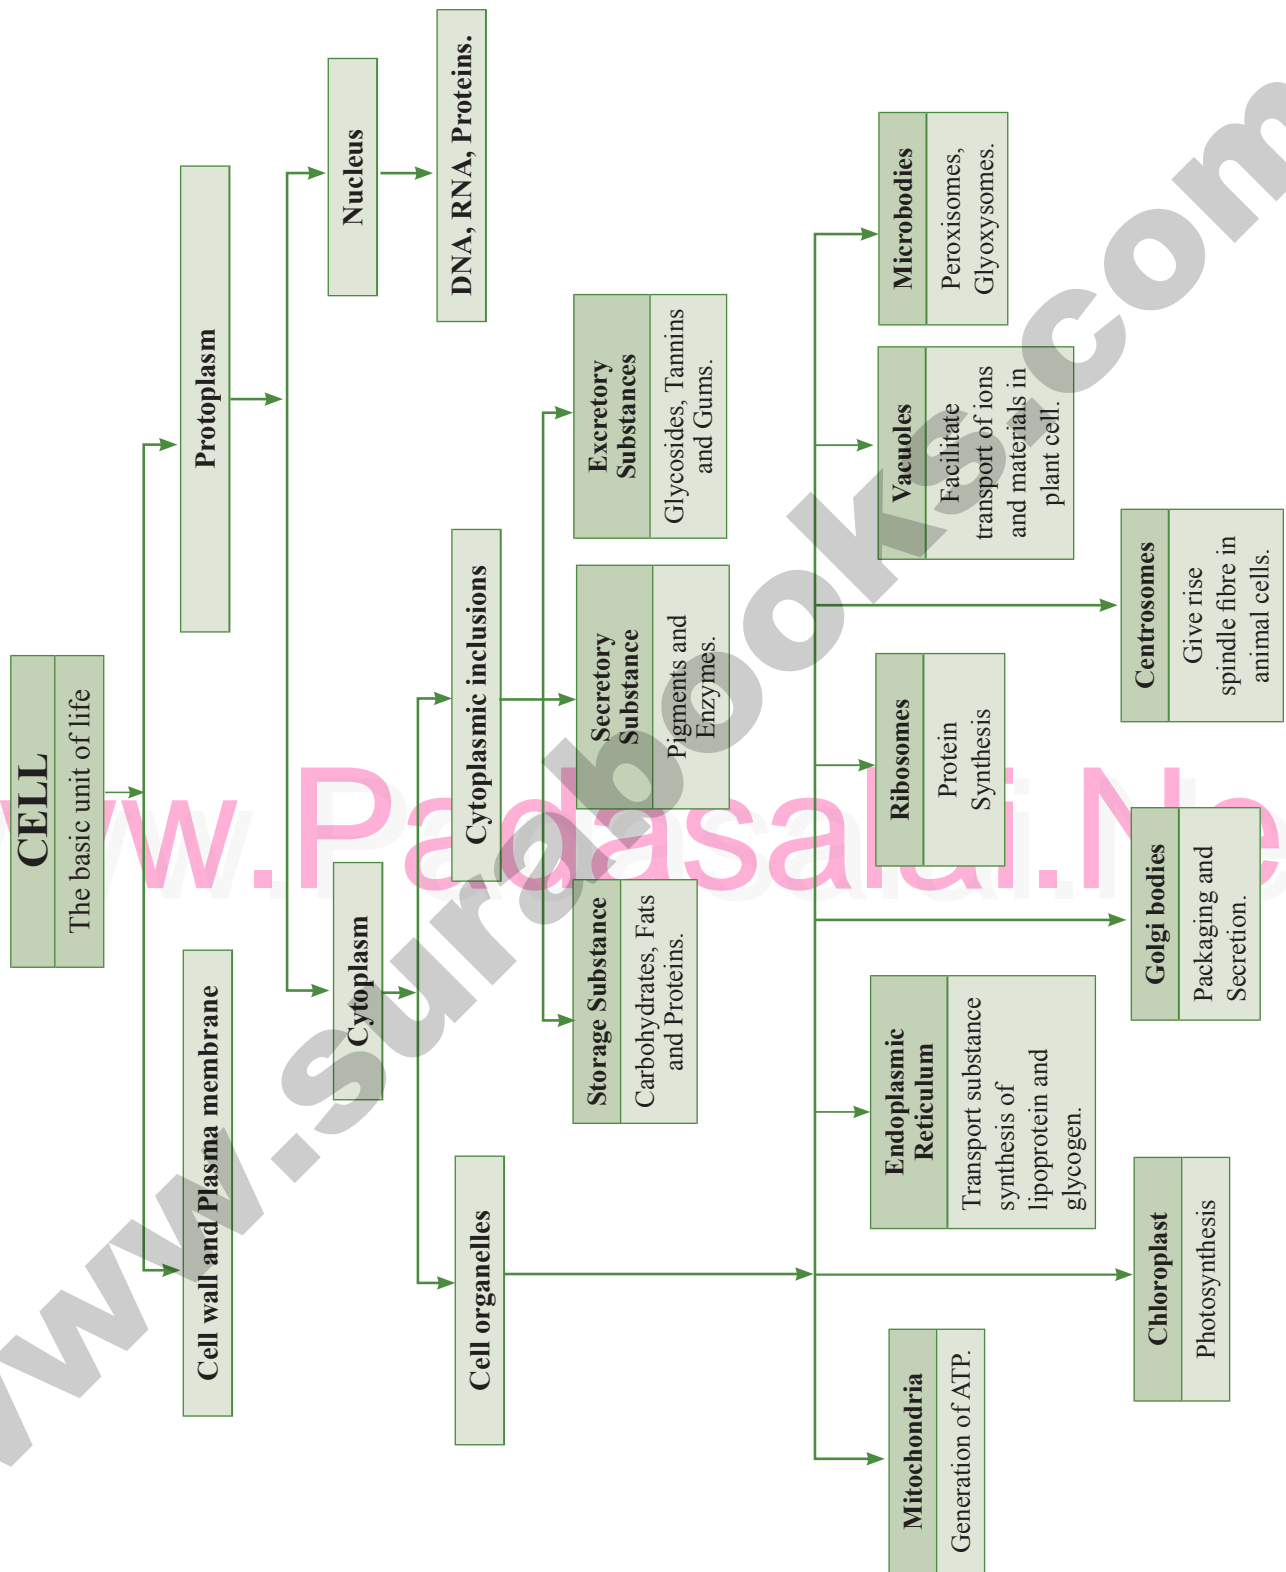 CELL
The basic unit of life
Cell wall and Plasma membrane
Protoplasm
Cytoplasm
Nucleus
DNA, RNA, Proteins.
Cell organelles
Cytoplasmic inclusions
Storage Substance
Carbohydrates, Fats
and Proteins.
Secretory
Substance
Pigments and
Enzymes.
Excretory
Substances
Glycosides, Tannins
and Gums.
Mitochondria
Generation of ATP.
Endoplasmic
Reticulum
Transport substance
synthesis of
lipoprotein and
glycogen.
Ribosomes
Protein
Synthesis
Vacuoles
Facilitate
transport of ions
and materials in
plant cell.
Microbodies
Peroxisomes,
Glyoxysomes.
Chloroplast
Photosynthesis
Golgi bodies
Packaging and
Secretion.
Centrosomes
Give rise
spindle fibre in
animal cells.
www.surabooks.com
ww.Padasalai.Ne